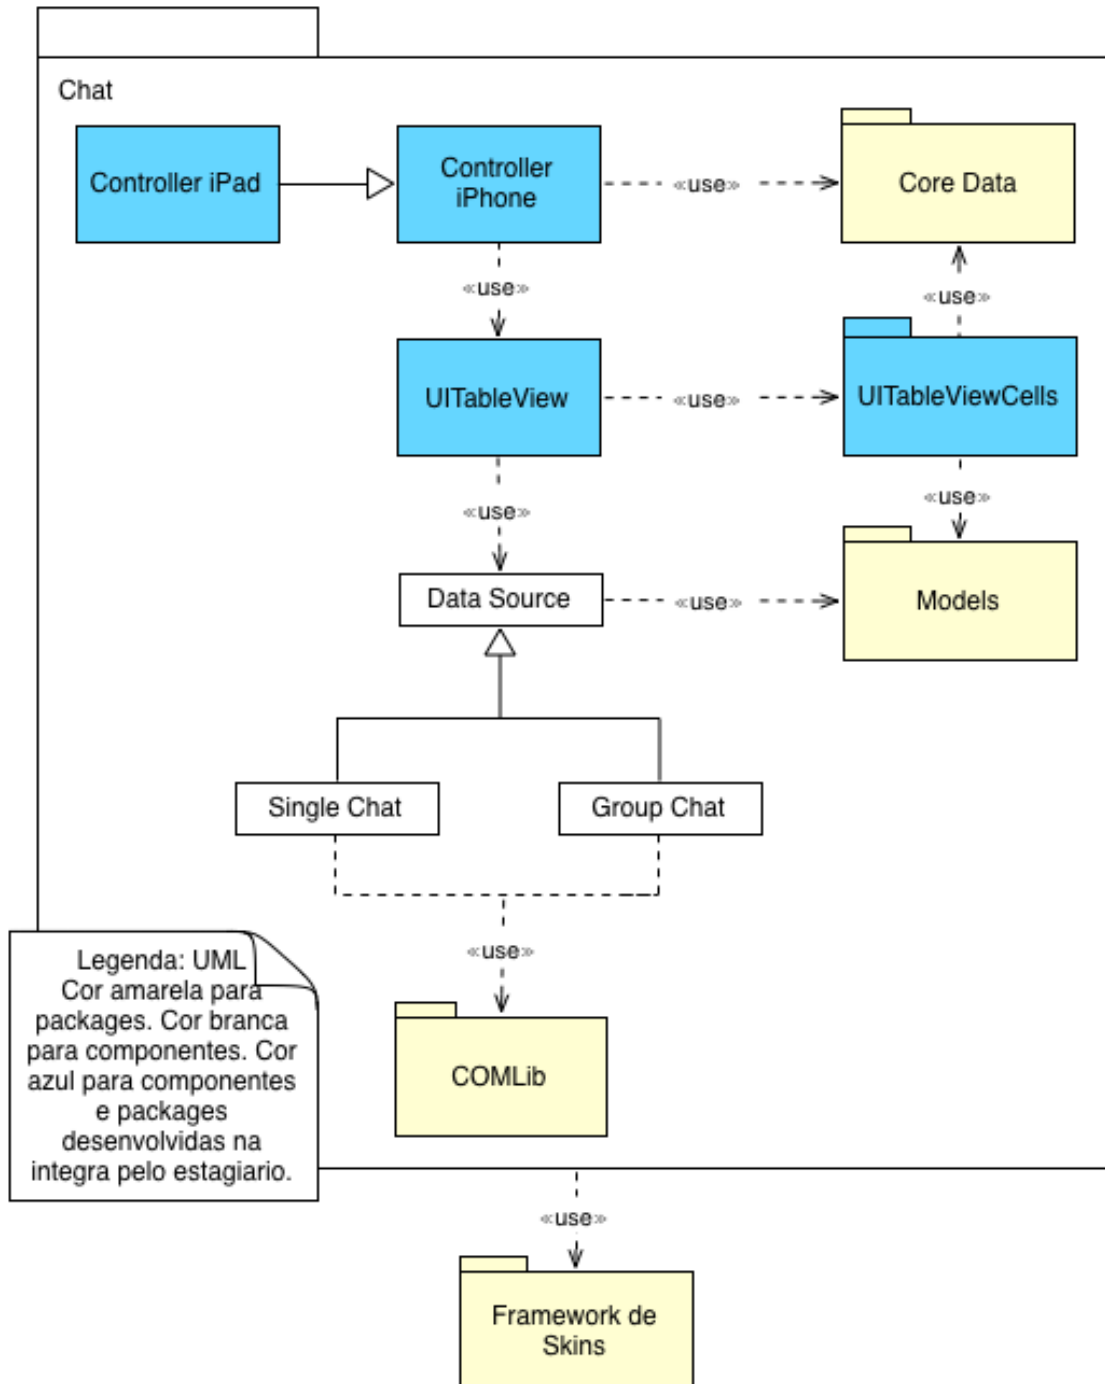 Chat
Controller iPad
Controller
iPhone
«use»
Core Data
«use»
«use»
UITableView
«use»
UITableViewCells
«use»
«use»
Data Source
«use»
Models
Single Chat
Group Chat
«use»
COMLib
Legenda: UML
Cor amarela para
packages. Cor branca
para componentes. Cor
azul para componentes
e packages
desenvolvidas na
integra pelo estagiario.
«use»
Framework de
Skins